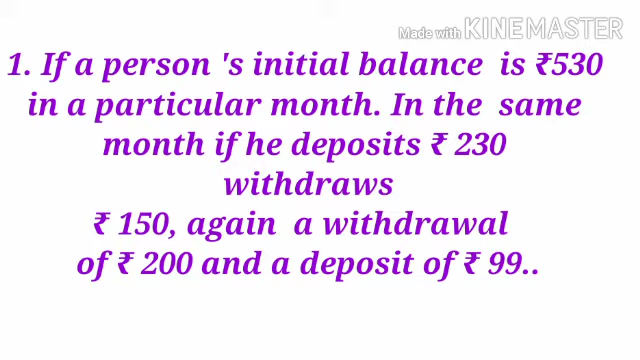 Made with KINEMASTER
1. If a person 's initial balance is ₹530
in a particular month. In the same
month if he deposits ₹ 230
withdraws
₹ 150, again a withdrawal
of ₹ 200 and a deposit of ₹ 99..